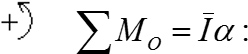 +↺ ∑M_O = Īα :